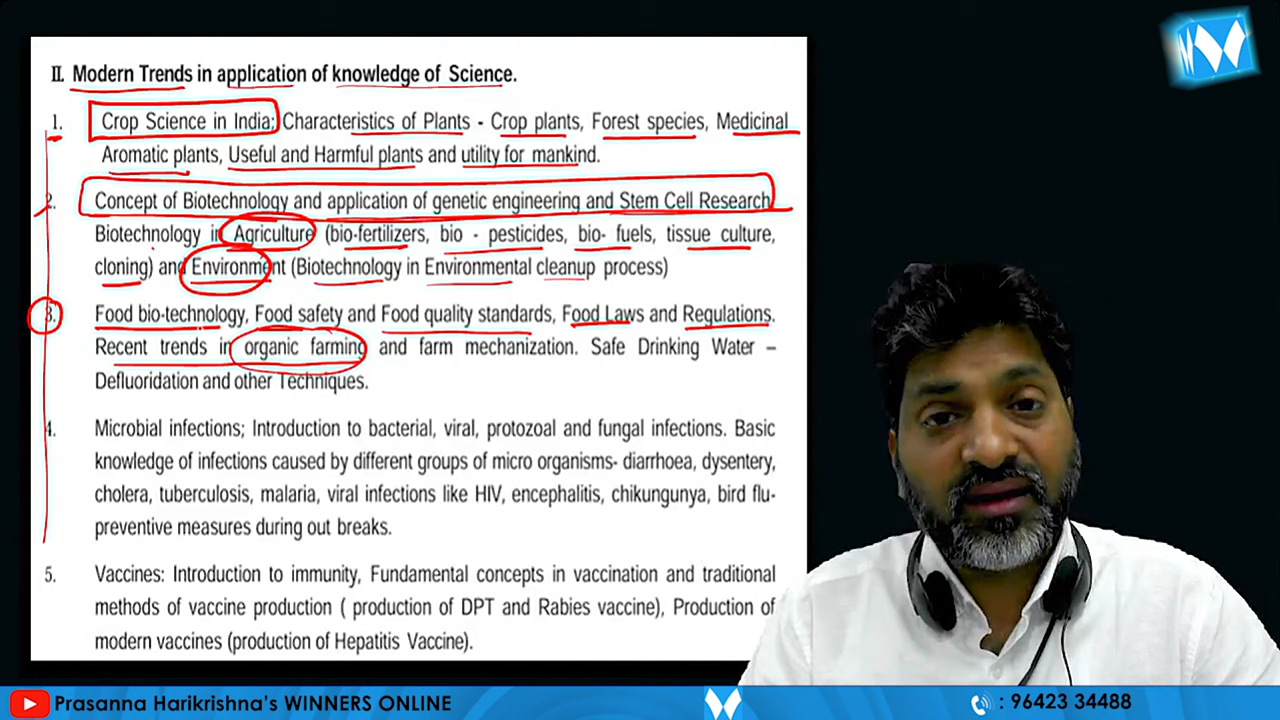 II. Modern Trends in application of knowledge of Science.
1. Crop Science in India; Characteristics of Plants - Crop plants, Forest species, Medicinal
Aromatic plants, Useful and Harmful plants and utility for mankind.
2. Concept of Biotechnology and application of genetic engineering and Stem Cell Research
Biotechnology in Agriculture (bio-fertilizers, bio - pesticides, bio- fuels, tissue culture,
cloning) and Environment (Biotechnology in Environmental cleanup process)
3. Food bio-technology, Food safety and Food quality standards, Food Laws and Regulations.
Recent trends in organic farming and farm mechanization. Safe Drinking Water –
Defluoridation and other Techniques.
4. Microbial infections; Introduction to bacterial, viral, protozoal and fungal infections. Basic
knowledge of infections caused by different groups of micro organisms- diarrhoea, dysentery,
cholera, tuberculosis, malaria, viral infections like HIV, encephalitis, chikungunya, bird flu-
preventive measures during out breaks.
5. Vaccines: Introduction to immunity, Fundamental concepts in vaccination and traditional
methods of vaccine production ( production of DPT and Rabies vaccine), Production of
modern vaccines (production of Hepatitis Vaccine).
W
Prasanna Harikrishna's WINNERS ONLINE
W
: 96423 34488